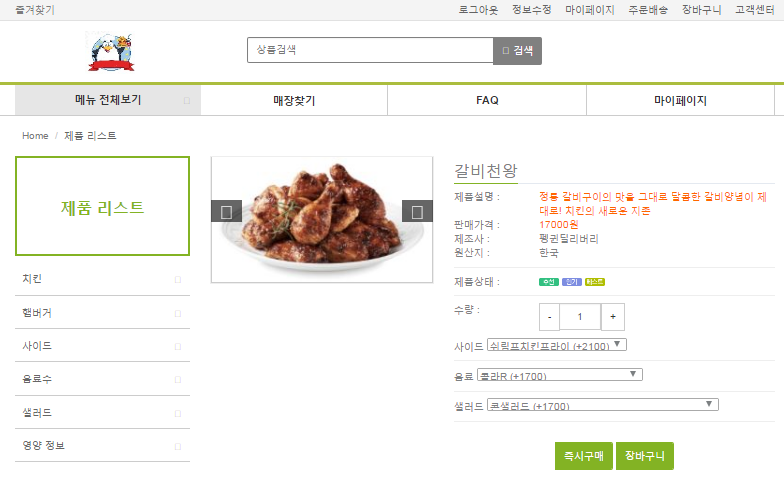 즐겨찾기
로그아웃 정보수정 마이페이지 주문배송 장바구니 고객센터
상품검색
검색
메뉴 전체보기 매장찾기 FAQ 마이페이지
Home / 제품 리스트
제품 리스트
치킨
햄버거
사이드
음료수
샐러드
영양 정보
갈비천왕
제품설명 : 정통 갈비구이의 맛을 그대로 달콤한 갈비양념이 제
대로! 치킨의 새로운 지존
판매가격 : 17000원
제조사 : 펭귄딜리버리
원산지 : 한국
제품상태 : 추천 인기 베스트
수량 : - 1 +
사이드 쉬림프치킨프라이 (+2100)
음료 콜라R (+1700)
샐러드 콘샐러드 (+1700)
즉시구매 장바구니